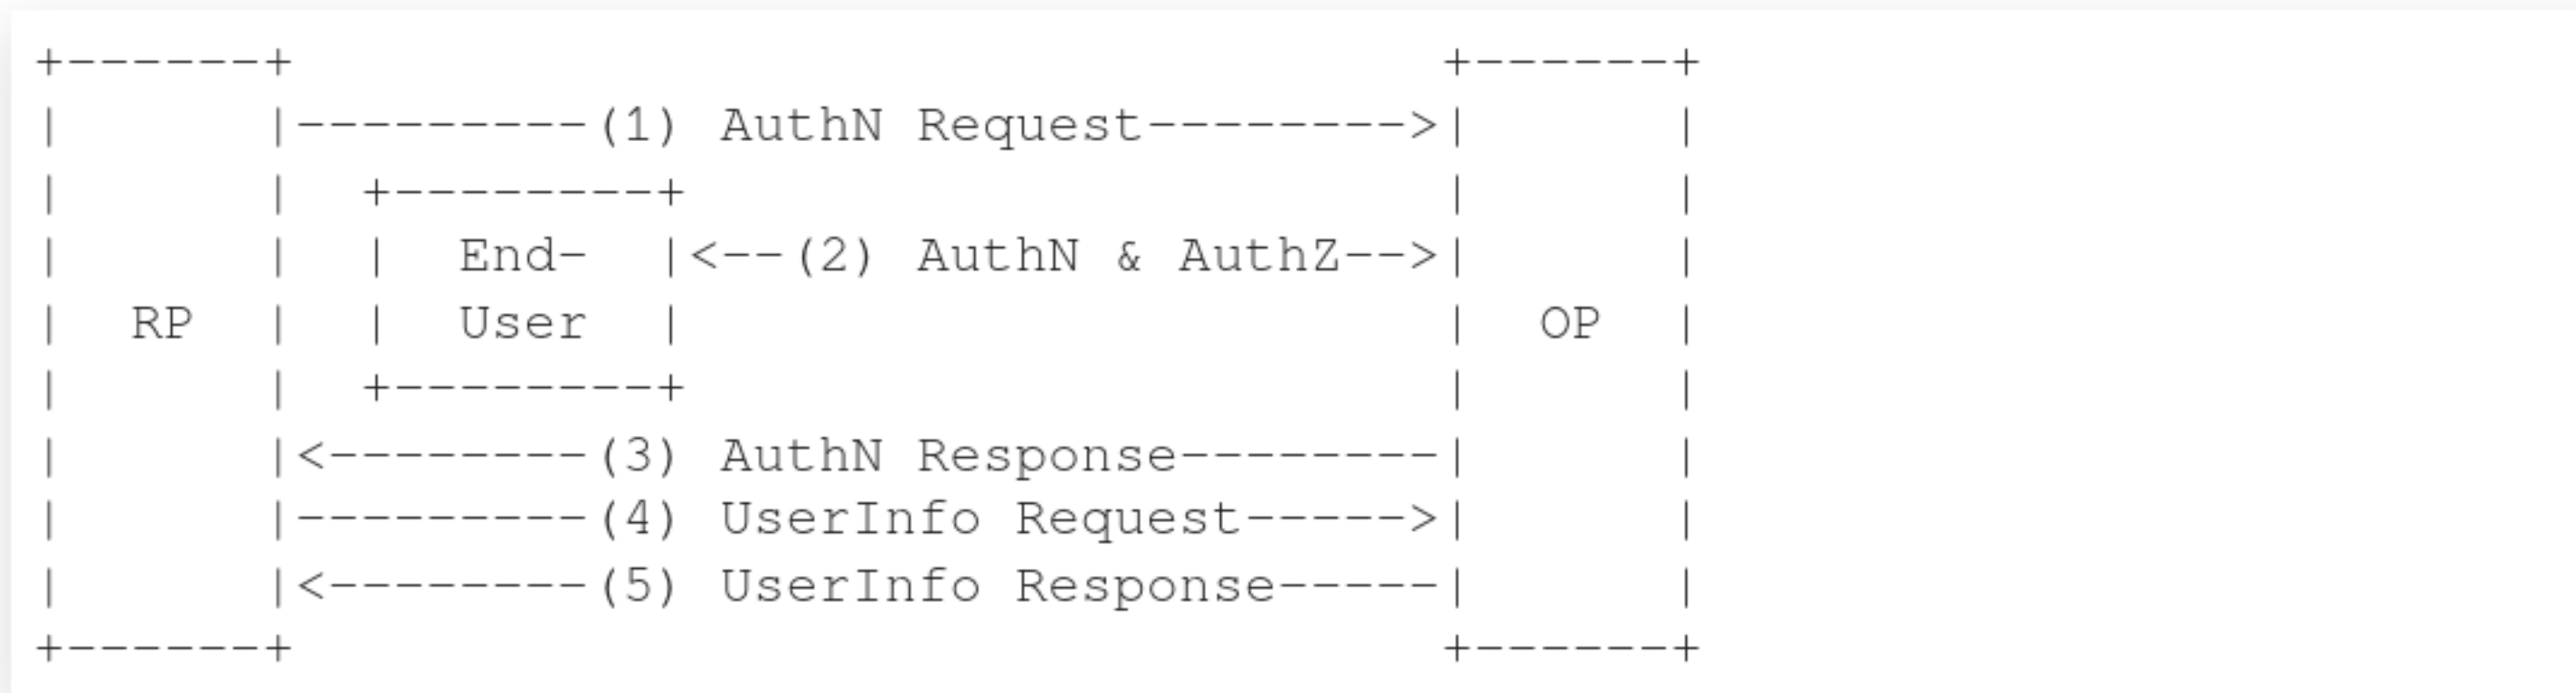 +-------+                                   +-------+
|       |---------(1) AuthN Request-------->|       |
|       |  +---------+                      |       |
|       |  |  End-   |<--(2) AuthN & AuthZ-->|       |
|  RP   |  |  User   |                      |  OP   |
|       |  +---------+                      |       |
|       |<--------(3) AuthN Response--------|       |
|       |---------(4) UserInfo Request----->|       |
|       |<--------(5) UserInfo Response-----|       |
+-------+                                   +-------+